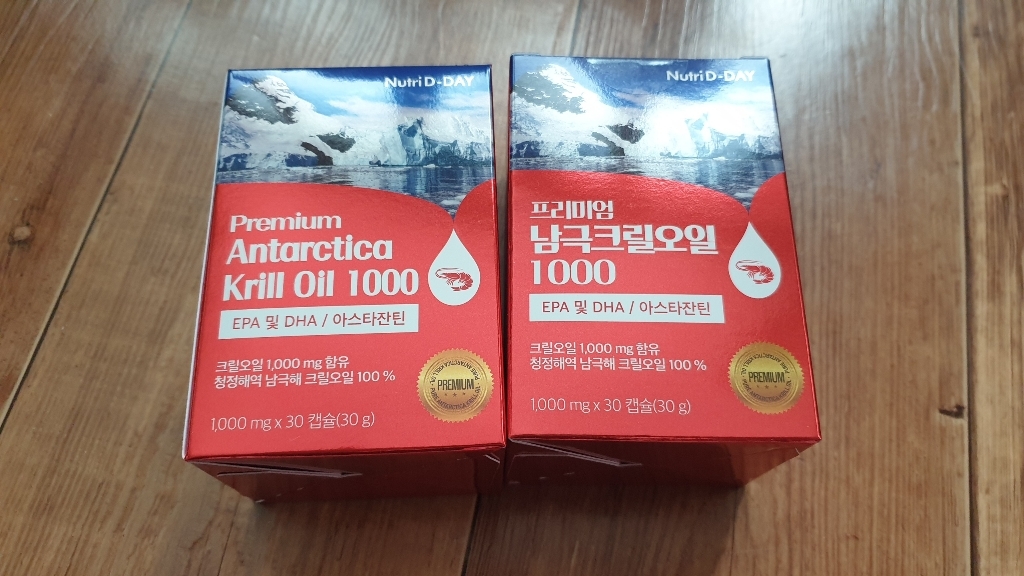 Nutri D-DAY
Premium
Antarctica
Krill Oil 1000
EPA 및 DHA / 아스타잔틴
크릴오일 1,000 mg 함유
청정해역 남극해 크릴오일 100 %
PREMIUM
1,000 mg x 30 캡슐(30 g)
Nutri D-DAY
프리미엄
남극크릴오일
1000
EPA 및 DHA / 아스타잔틴
크릴오일 1,000 mg 함유
청정해역 남극해 크릴오일 100 %
PREMIUM
1,000 mg x 30 캡슐(30 g)